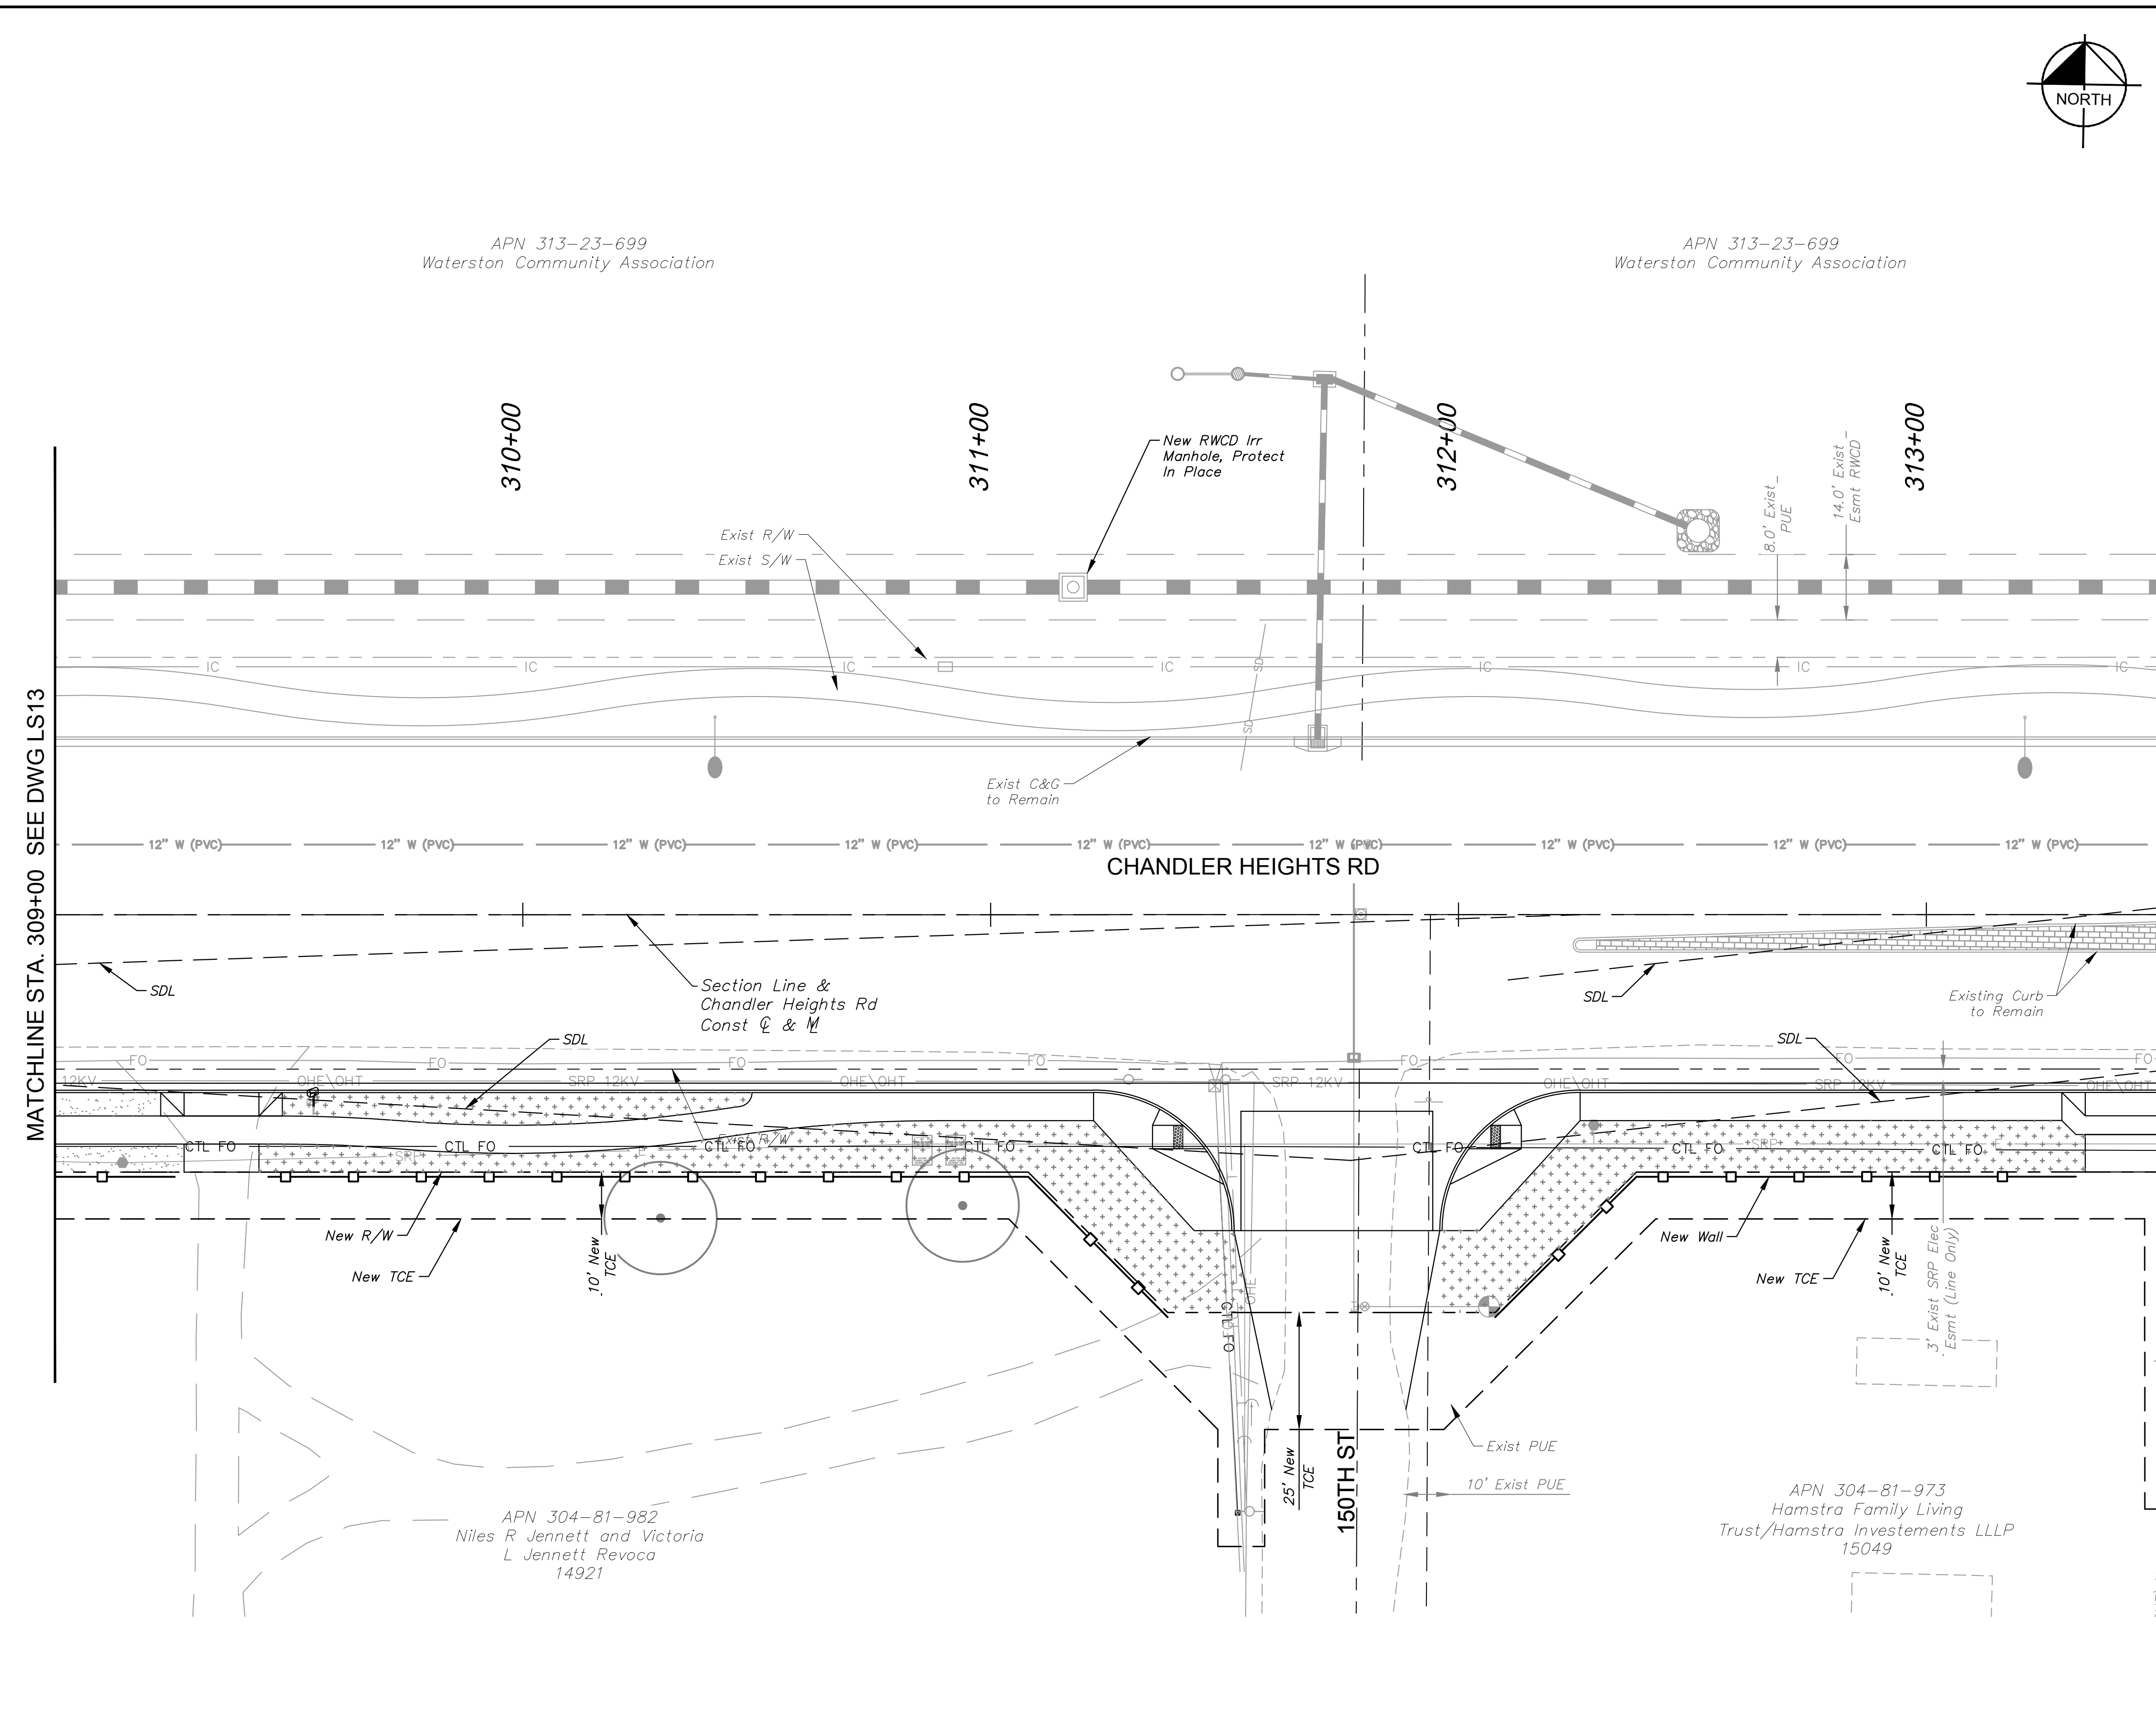 NORTH
APN 313-23-699
Waterston Community Association
APN 313-23-699
Waterston Community Association
310+00
311+00
312+00
313+00
New RWCD Irr
Manhole, Protect
In Place
8.0' Exist
PUE
14.0' Exist
Esmt RWCD
Exist R/W
Exist S/W
IC IC IC IC IC IC IC
SD
SD
Exist C&G
to Remain
MATCHLINE STA. 309+00 SEE DWG LS13
12" W (PVC) 12" W (PVC) 12" W (PVC) 12" W (PVC) 12" W (PVC) 12" W (PVC) 12" W (PVC) 12" W (PVC) 12" W (PVC)
CHANDLER HEIGHTS RD
SDL
Section Line &
Chandler Heights Rd
Const ℄ & ML
SDL
Existing Curb
to Remain
SDL
SDL
FO FO FO FO FO FO FO
12KV OHE\OHT SRP 12KV OHE\OHT SRP 12KV OHE\OHT SRP 12KV OHE\OHT
Exist R/W
CTL FO CTL FO CTL FO CTL FO CTL FO CTL FO CTL FO
SRP
SRP
New R/W
New TCE
10' New
TCE
New Wall
New TCE
10' New
TCE
3' Exist SRP Elec
Esmt (Line Only)
OHE
CTL FO
25' New
TCE
150TH ST
Exist PUE
10' Exist PUE
APN 304-81-982
Niles R Jennett and Victoria
L Jennett Revoca
14921
APN 304-81-973
Hamstra Family Living
Trust/Hamstra Investements LLLP
15049